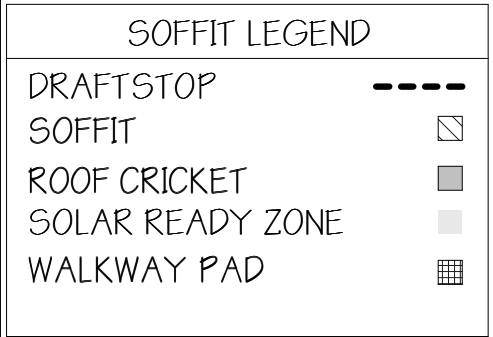 SOFFIT LEGEND
DRAFTSTOP
SOFFIT
ROOF CRICKET
SOLAR READY ZONE
WALKWAY PAD